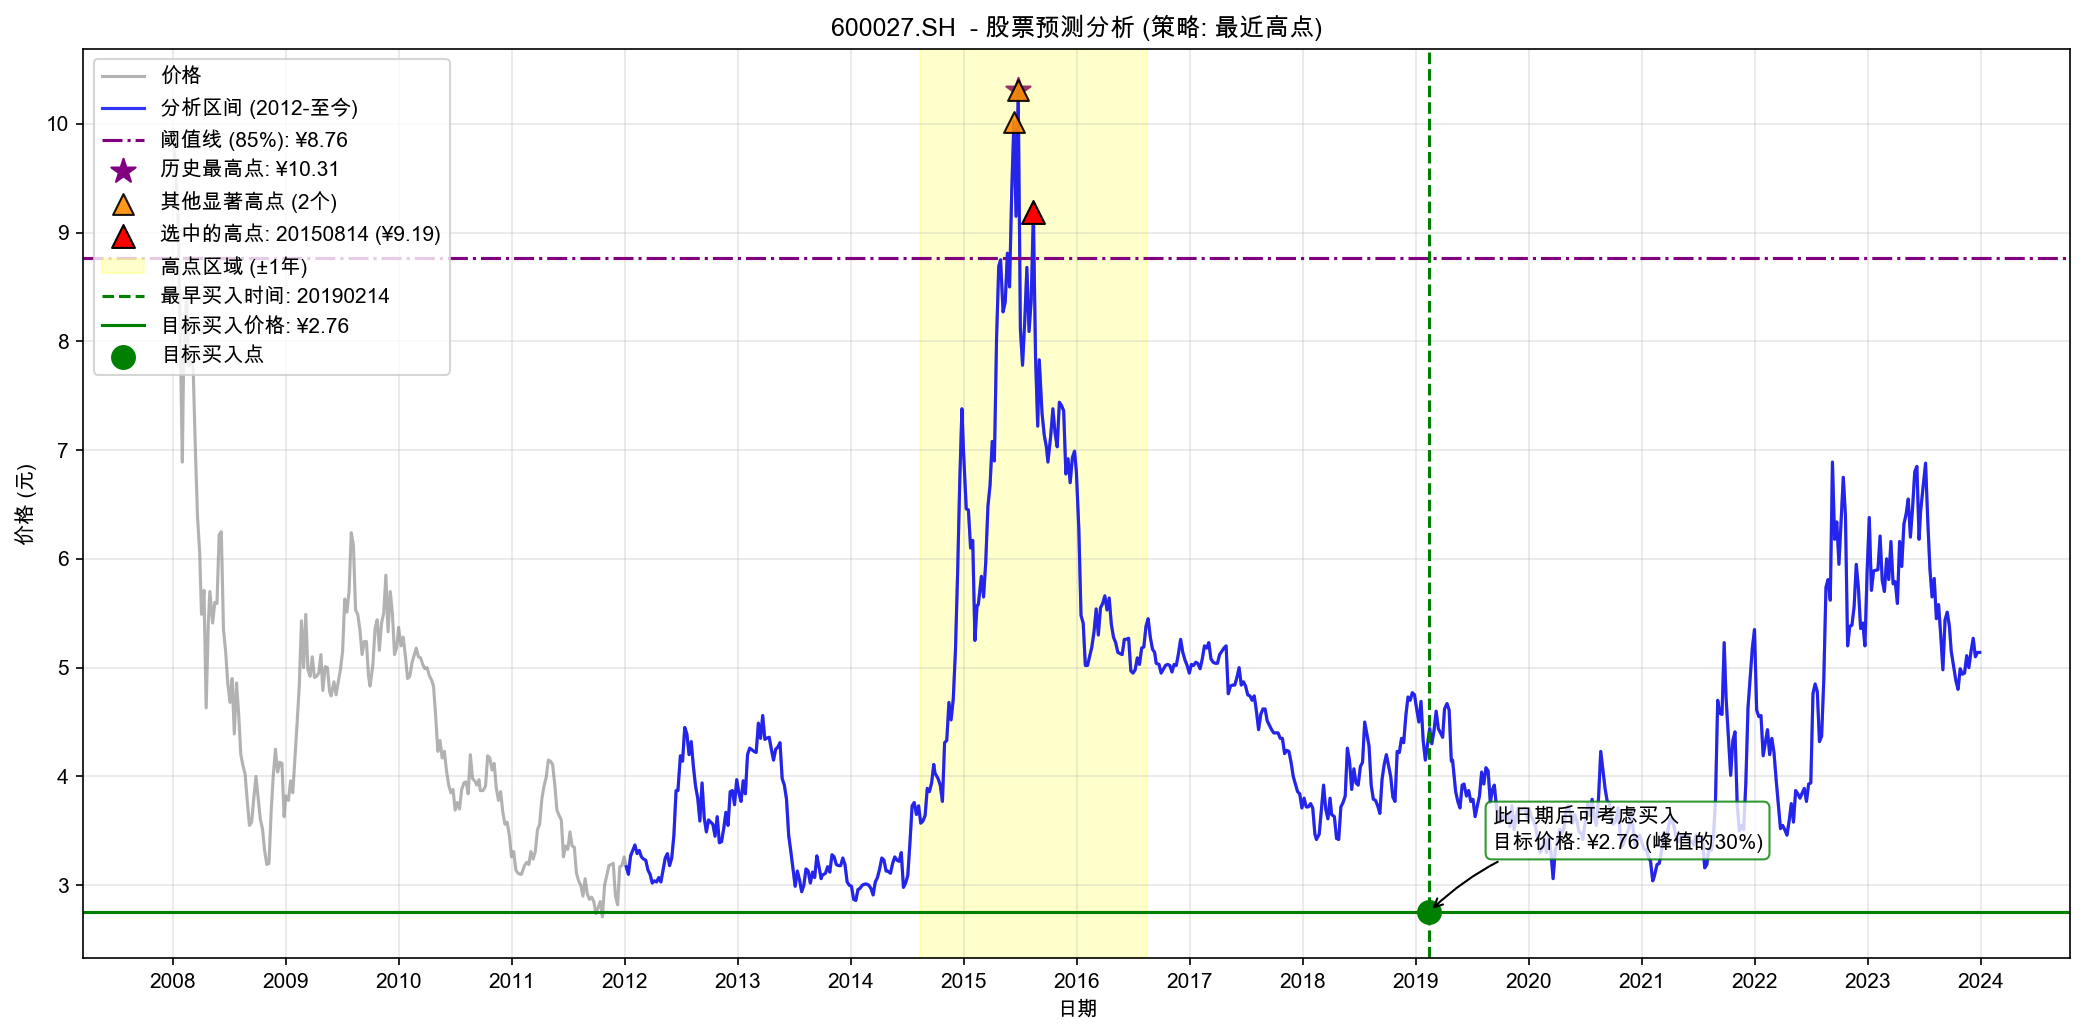 600027.SH - 股票预测分析 (策略: 最近高点)
价格
分析区间 (2012-至今)
阈值线 (85%): ¥8.76
历史最高点: ¥10.31
其他显著高点 (2个)
选中的高点: 20150814 (¥9.19)
高点区域 (±1年)
最早买入时间: 20190214
目标买入价格: ¥2.76
目标买入点
价格 (元)
10
9
8
7
6
5
4
3
此日期后可考虑买入
目标价格: ¥2.76 (峰值的30%)
2008 2009 2010 2011 2012 2013 2014 2015 2016 2017 2018 2019 2020 2021 2022 2023 2024
日期